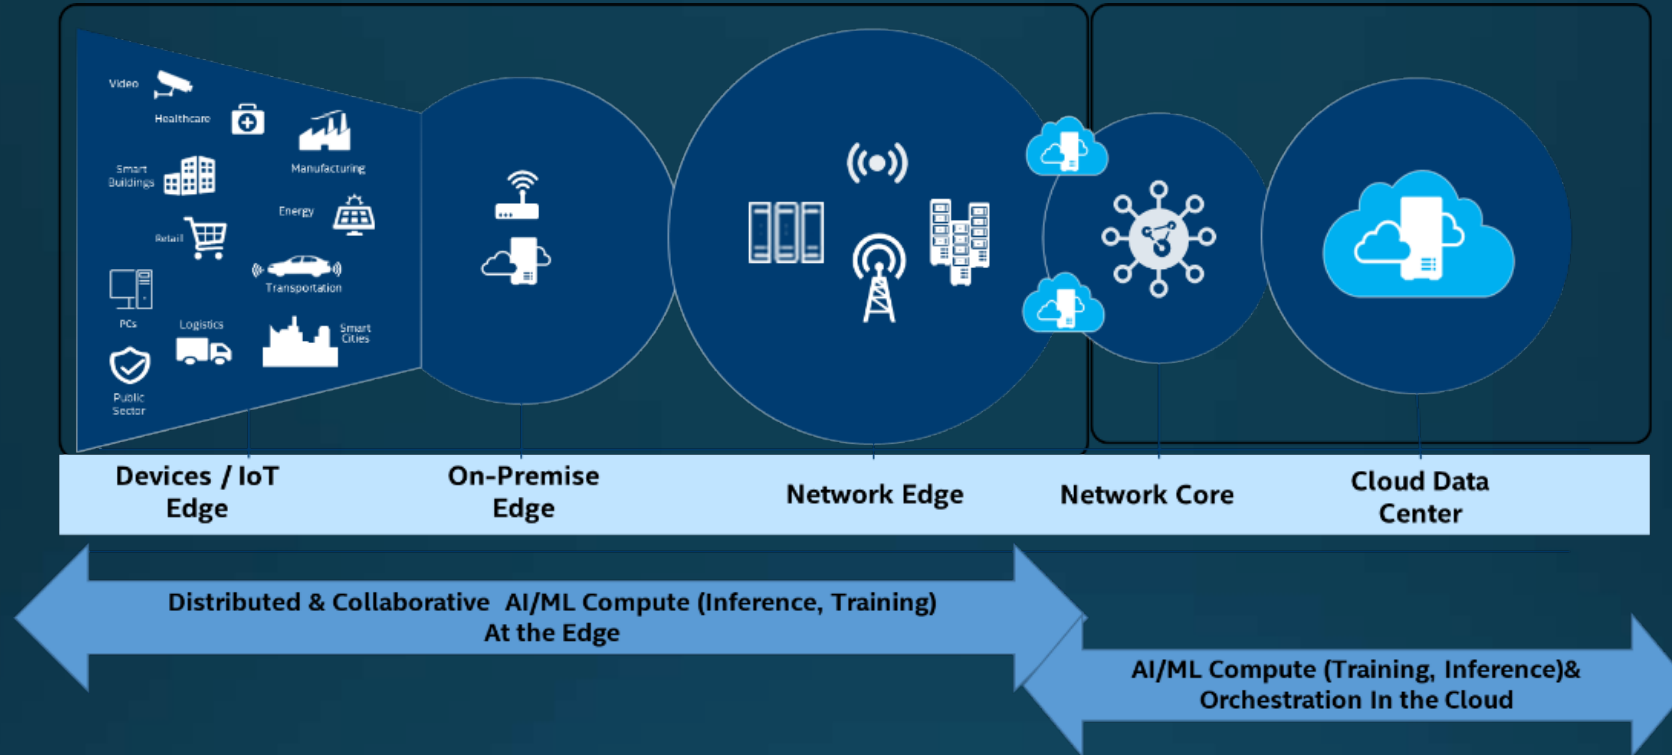 Video
Healthcare
Manufacturing
Smart
Buildings
Energy
Retail
Transportation
PCs
Logistics
Smart
Cities
Public
Sector
Devices / IoT
Edge
On-Premise
Edge
Network Edge
Network Core
Cloud Data
Center
Distributed & Collaborative  AI/ML Compute (Inference, Training)
At the Edge
AI/ML Compute (Training, Inference)&
Orchestration In the Cloud